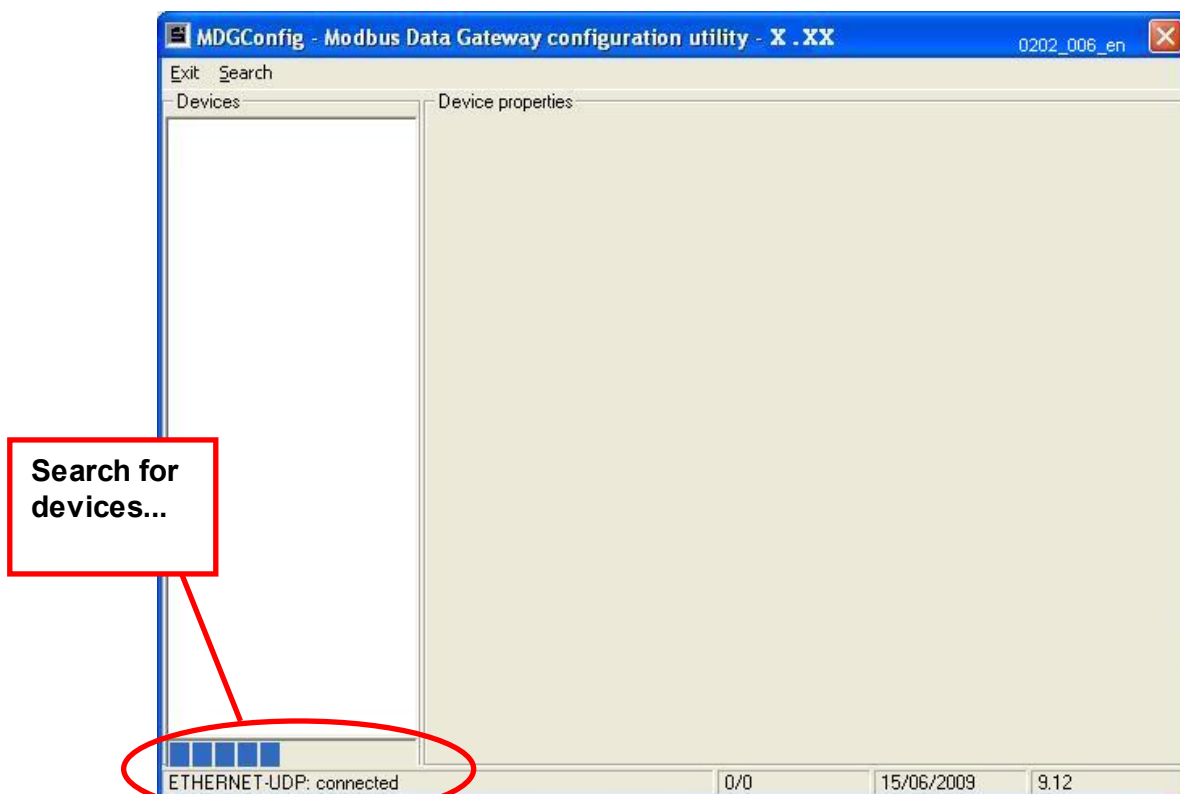 MDGConfig - Modbus Data Gateway configuration utility - X.XX
0202_006_en
Exit Search
Devices
Device properties
Search for
devices...
ETHERNET-UDP: connected
0/0
15/06/2009
9.12